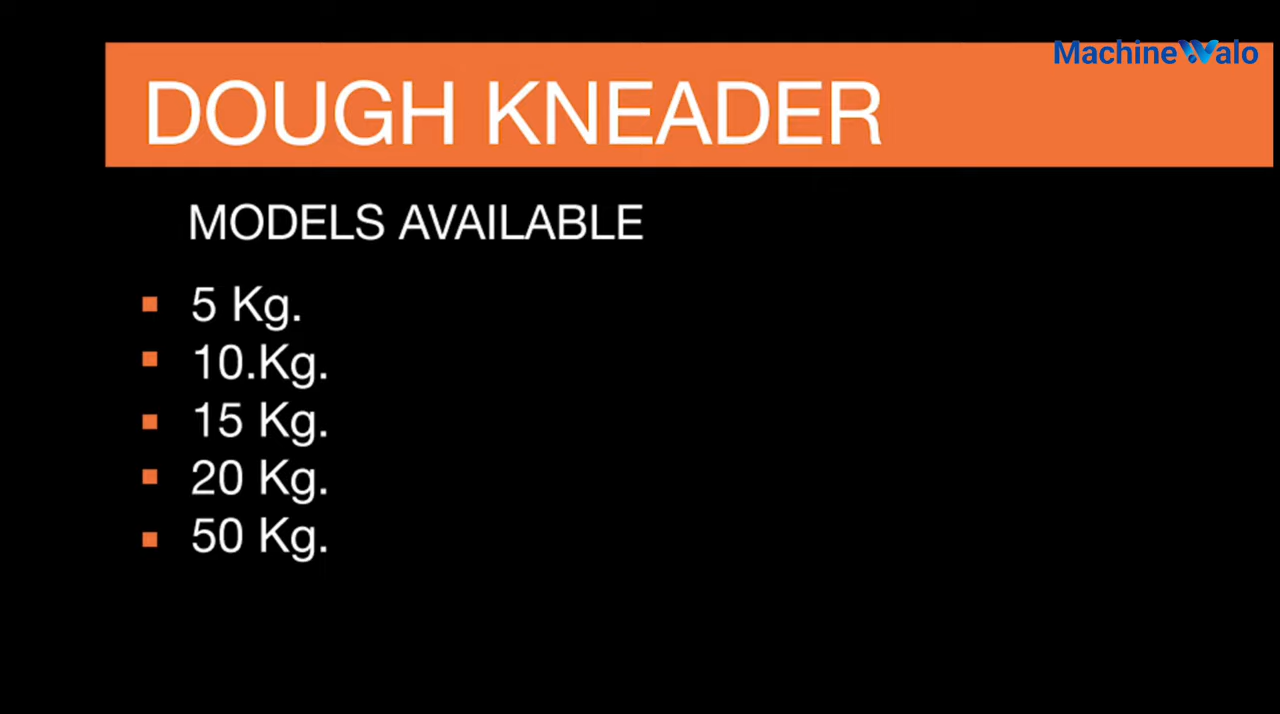 MachineWalo
DOUGH KNEADER
MODELS AVAILABLE
5 Kg.
10.Kg.
15 Kg.
20 Kg.
50 Kg.